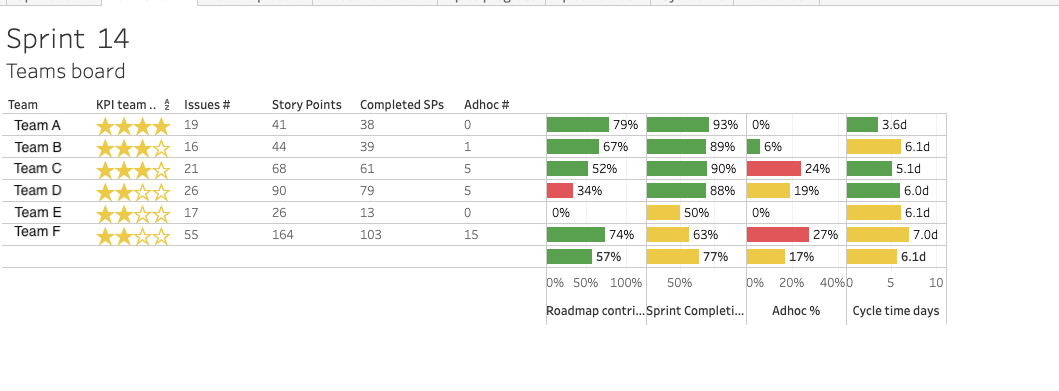 Sprint 14
Teams board
Team KPI team .. Issues # Story Points Completed SPs Adhoc #
Team A 19 41 38 0 79% 93% 0% 3.6d
Team B 16 44 39 1 67% 89% 6% 6.1d
Team C 21 68 61 5 52% 90% 24% 5.1d
Team D 26 90 79 5 34% 88% 19% 6.0d
Team E 17 26 13 0 0% 50% 0% 6.1d
Team F 55 164 103 15 74% 63% 27% 7.0d
57% 77% 17% 6.1d
0% 50% 100% 50% 0% 20% 40% 0 5 10
Roadmap contri... Sprint Completi... Adhoc % Cycle time days